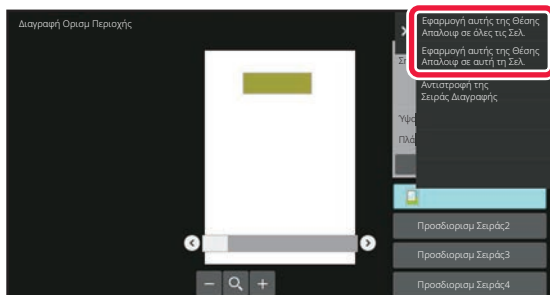 Διαγραφή Ορισμ Περιοχής
Εφαρμογή αυτής της Θέσης
Απαλοιφ σε όλες τις Σελ.
Εφαρμογή αυτής της Θέσης
Απαλοιφ σε αυτή τη Σελ.
Αντιστροφή της
Σειράς Διαγραφής
Προσδιορισμ Σειράς2
Προσδιορισμ Σειράς3
Προσδιορισμ Σειράς4